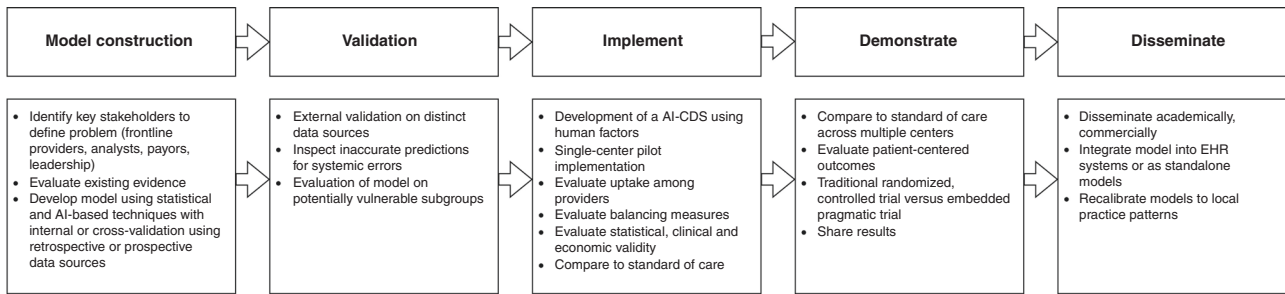 Model construction
Validation
Implement
Demonstrate
Disseminate
• Identify key stakeholders to
define problem (frontline
providers, analysts, payors,
leadership)
• Evaluate existing evidence
• Develop model using statistical
and AI-based techniques with
internal or cross-validation using
retrospective or prospective
data sources
• External validation on distinct
data sources
• Inspect inaccurate predictions
for systemic errors
• Evaluation of model on
potentially vulnerable subgroups
• Development of a AI-CDS using
human factors
• Single-center pilot
implementation
• Evaluate uptake among
providers
• Evaluate balancing measures
• Evaluate statistical, clinical and
economic validity
• Compare to standard of care
• Compare to standard of care
across multiple centers
• Evaluate patient-centered
outcomes
• Traditional randomized,
controlled trial versus embedded
pragmatic trial
• Share results
• Disseminate academically,
commercially
• Integrate model into EHR
systems or as standalone
models
• Recalibrate models to local
practice patterns